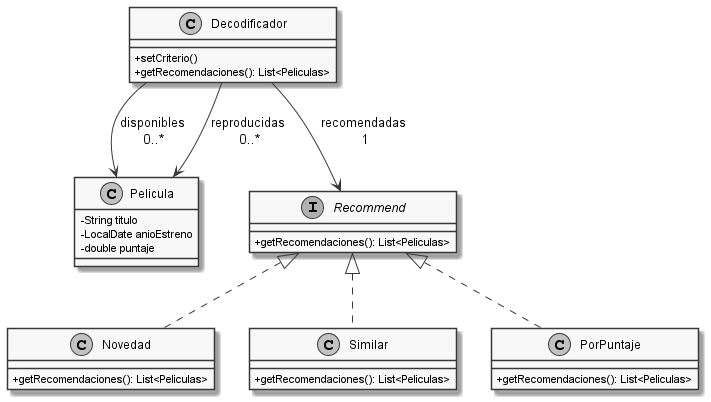 C Decodificador
+setCriterio()
+getRecomendaciones(): List<Peliculas>
disponibles
0..*
reproducidas
0..*
recomendadas
1
C Pelicula
-String titulo
-LocalDate anioEstreno
-double puntaje
I Recommend
+getRecomendaciones(): List<Peliculas>
C Novedad
+getRecomendaciones(): List<Peliculas>
C Similar
+getRecomendaciones(): List<Peliculas>
C PorPuntaje
+getRecomendaciones(): List<Peliculas>